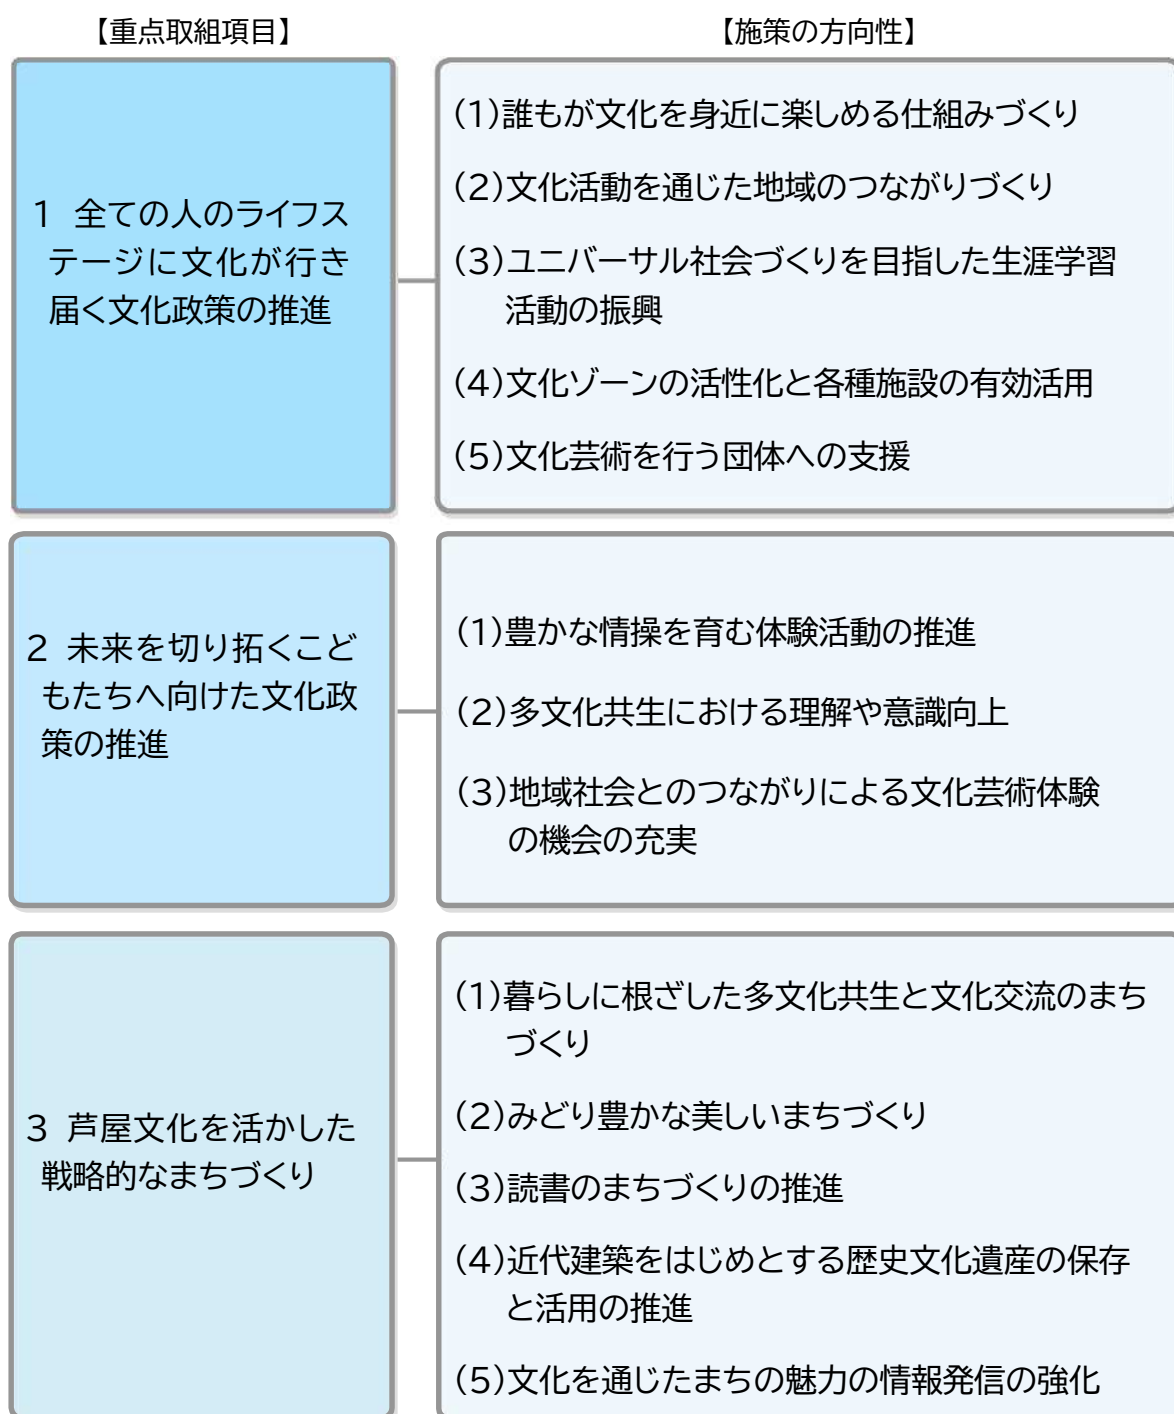 【重点取組項目】
【施策の方向性】
1 全ての人のライフス
テージに文化が行き
届く文化政策の推進
(1)誰もが文化を身近に楽しめる仕組みづくり
(2)文化活動を通じた地域のつながりづくり
(3)ユニバーサル社会づくりを目指した生涯学習
活動の振興
(4)文化ゾーンの活性化と各種施設の有効活用
(5)文化芸術を行う団体への支援
2 未来を切り拓くこど
もたちへ向けた文化政
策の推進
(1)豊かな情操を育む体験活動の推進
(2)多文化共生における理解や意識向上
(3)地域社会とのつながりによる文化芸術体験
の機会の充実
3 芦屋文化を活かした
戦略的なまちづくり
(1)暮らしに根ざした多文化共生と文化交流のまち
づくり
(2)みどり豊かな美しいまちづくり
(3)読書のまちづくりの推進
(4)近代建築をはじめとする歴史文化遺産の保存
と活用の推進
(5)文化を通じたまちの魅力の情報発信の強化